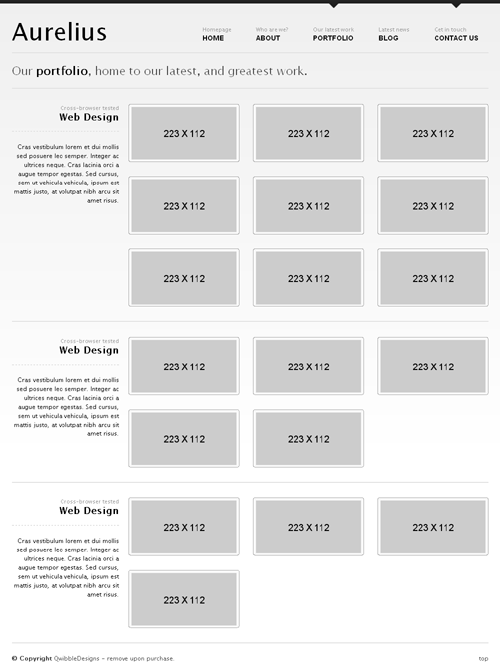 Aurelius
Homepage Who are we? Our latest work Latest news Get in touch
HOME ABOUT PORTFOLIO BLOG CONTACT US
Our portfolio, home to our latest, and greatest work.
Cross-browser tested
Web Design
Cras vestibulum lorem et dui mollis
sed posuere leo semper. Integer ac
ultrices neque. Cras lacinia orci a
augue tempor egestas. Sed cursus,
sem ut vehicula vehicula, ipsum est
mattis justo, at volutpat nibh arcu sit
amet risus.
223 X 112 223 X 112 223 X 112
223 X 112 223 X 112 223 X 112
223 X 112 223 X 112 223 X 112
Cross-browser tested
Web Design
Cras vestibulum lorem et dui mollis
sed posuere leo semper. Integer ac
ultrices neque. Cras lacinia orci a
augue tempor egestas. Sed cursus,
sem ut vehicula vehicula, ipsum est
mattis justo, at volutpat nibh arcu sit
amet risus.
223 X 112 223 X 112 223 X 112
223 X 112 223 X 112
Cross-browser tested
Web Design
Cras vestibulum lorem et dui mollis
sed posuere leo semper. Integer ac
ultrices neque. Cras lacinia orci a
augue tempor egestas. Sed cursus,
sem ut vehicula vehicula, ipsum est
mattis justo, at volutpat nibh arcu sit
amet risus.
223 X 112 223 X 112 223 X 112
223 X 112
© Copyright QwibbleDesigns – remove upon purchase. top